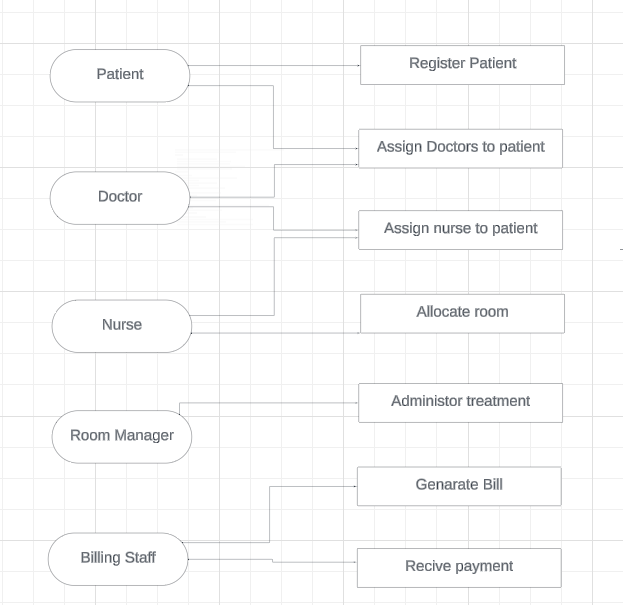 Patient
Register Patient
Assign Doctors to patient
Doctor
Assign nurse to patient
Nurse
Allocate room
Administor treatment
Room Manager
Genarate Bill
Billing Staff
Recive payment